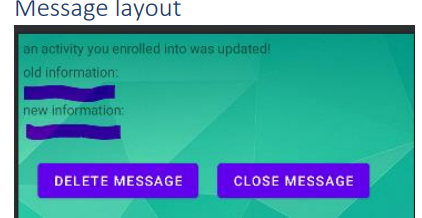 Message layout
an activity you enrolled into was updated!
old information:
new information:
DELETE MESSAGE CLOSE MESSAGE